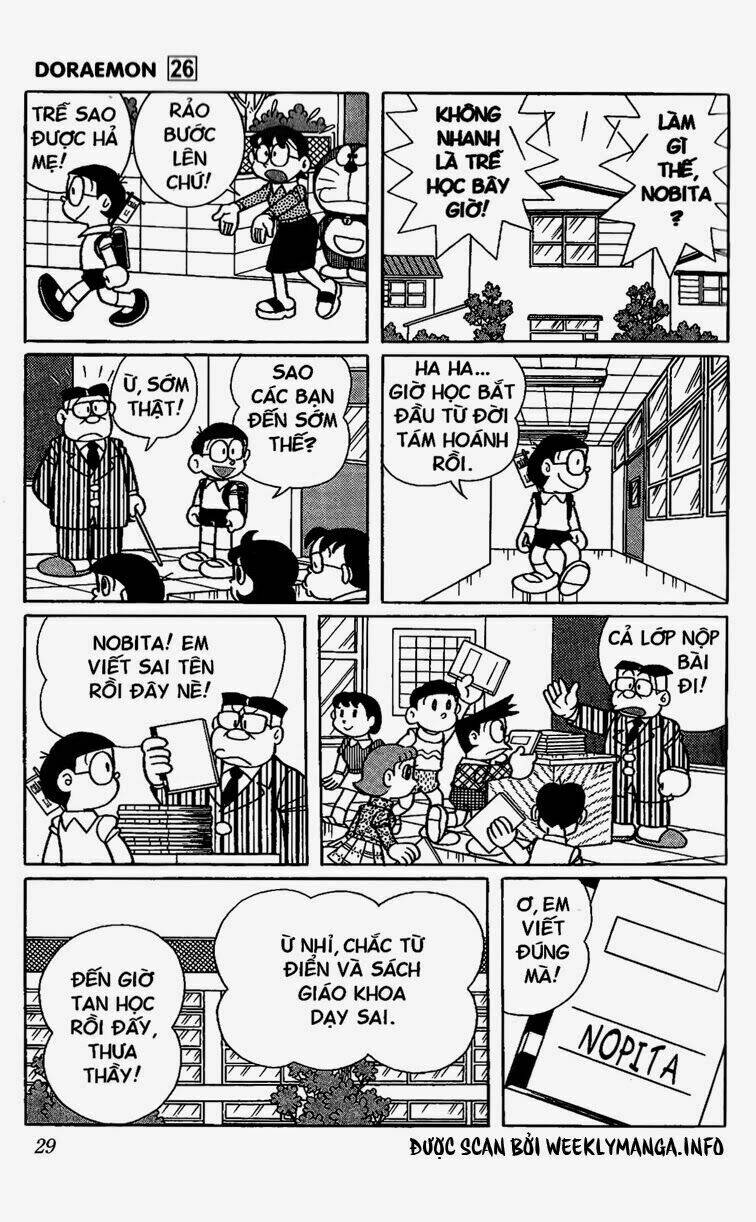 DORAEMON 26
LÀM
GÌ
THẾ,
NOBITA
?
KHÔNG
NHANH
LÀ TRỄ
HỌC BÂY
GIỜ!
RẢO
BƯỚC
LÊN
CHỨ!
TRỄ SAO
ĐƯỢC HẢ
MẸ!
HA HA...
GIỜ HỌC BẮT
ĐẦU TỪ ĐỜI
TÁM HOÁNH
RỒI.
SAO
CÁC BẠN
ĐẾN SỚM
THẾ?
Ừ, SỚM
THẬT!
CẢ LỚP NỘP
BÀI
ĐI!
NOBITA! EM
VIẾT SAI TÊN
RỒI ĐÂY NÈ!
Ơ, EM
VIẾT
ĐÚNG
MÀ!
NOPITA
Ừ NHỈ, CHẮC TỪ
ĐIỂN VÀ SÁCH
GIÁO KHOA
DẠY SAI.
ĐẾN GIỜ
TAN HỌC
RỒI ĐẤY,
THƯA
THẦY!
29
ĐƯỢC SCAN BỞI WEEKLYMANGA.INFO